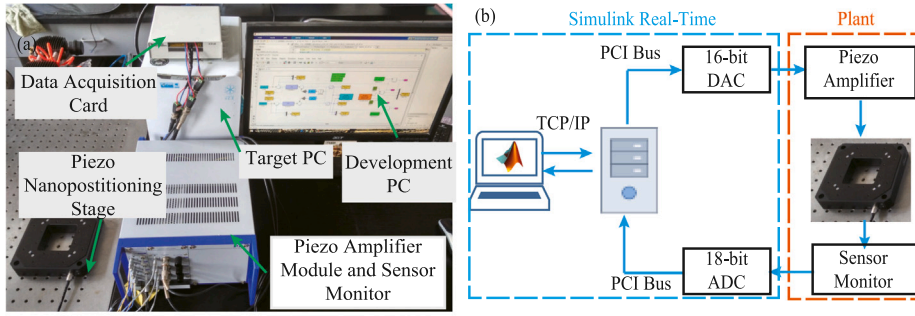 (a)
Data Acquisition
Card
Target PC
Development
PC
Piezo
Nanopostitioning
Stage
Piezo Amplifier
Module and Sensor
Monitor
(b)
Simulink Real-Time
Plant
PCI Bus
16-bit
DAC
Piezo
Amplifier
TCP/IP
PCI Bus
18-bit
ADC
Sensor
Monitor